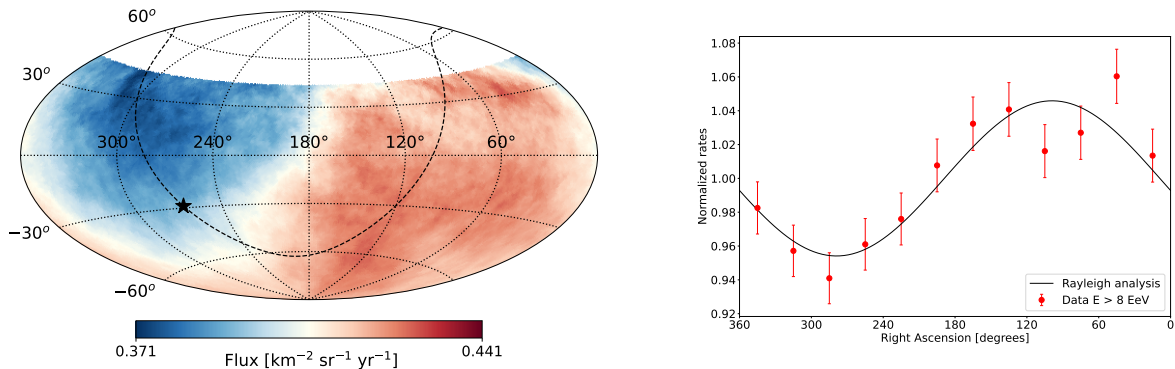 60°
30°
300° 240° 180° 120° 60°
−30°
−60°
0.371 0.441
Flux [km⁻² sr⁻¹ yr⁻¹]
1.08
1.06
1.04
1.02
1.00
0.98
0.96
0.94
0.92
Normalized rates
Rayleigh analysis
Data E > 8 EeV
360 300 240 180 120 60 0
Right Ascension [degrees]